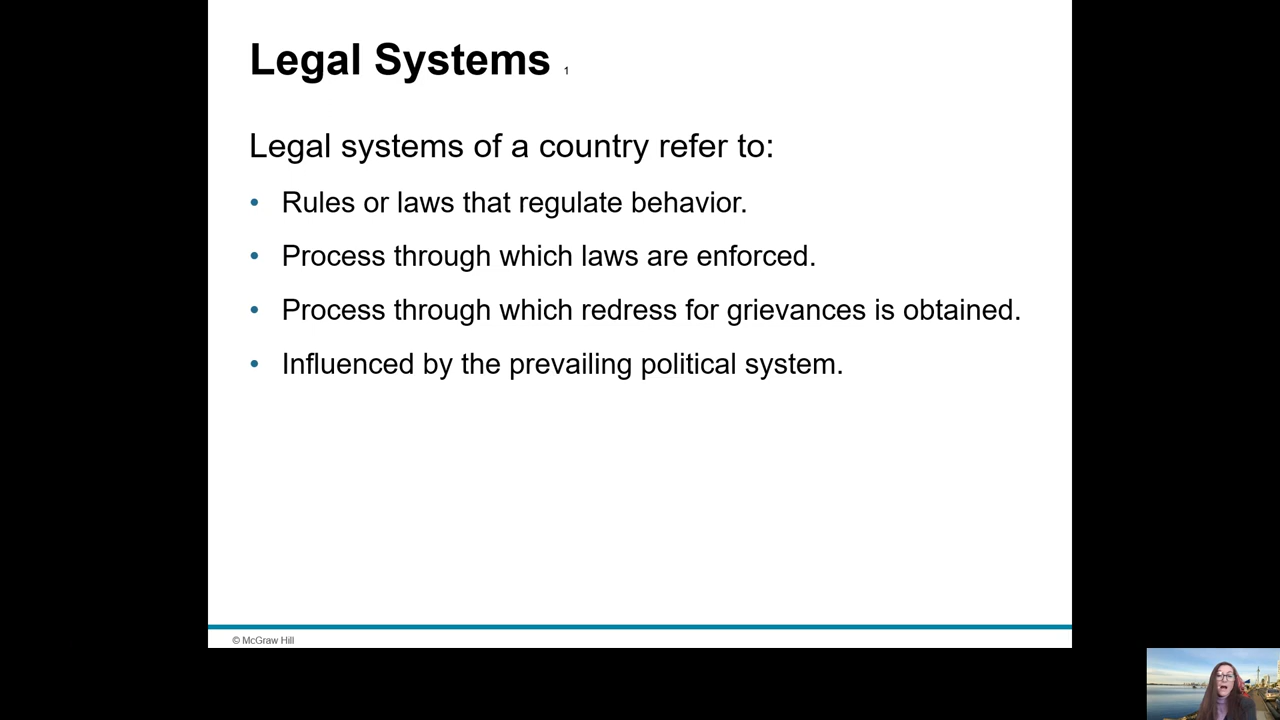 Legal Systems 1
Legal systems of a country refer to:
• Rules or laws that regulate behavior.
• Process through which laws are enforced.
• Process through which redress for grievances is obtained.
• Influenced by the prevailing political system.
© McGraw Hill